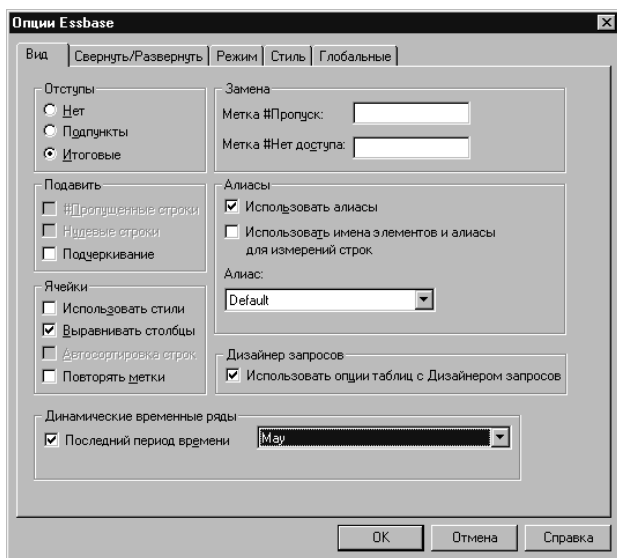 Опции Essbase
Вид Свернуть/Развернуть Режим Стиль Глобальные
Отступы
Нет
Подпункты
Итоговые
Замена
Метка #Пропуск:
Метка #Нет доступа:
Подавить
#Пропущенные строки
Нулевые строки
Подчеркивание
Алиасы
Использовать алиасы
Использовать имена элементов и алиасы
для измерений строк
Алиас:
Default
Ячейки
Использовать стили
Выравнивать столбцы
Автосортировка строк
Повторять метки
Дизайнер запросов
Использовать опции таблиц с Дизайнером запросов
Динамические временные ряды
Последний период времени May
OK Отмена Справка